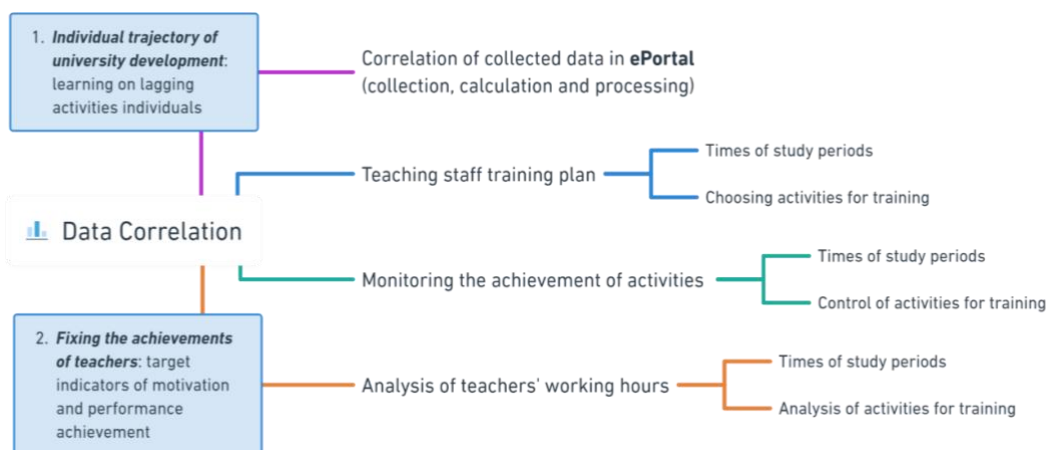 1. Individual trajectory of
university development:
learning on lagging
activities individuals
Correlation of collected data in ePortal
(collection, calculation and processing)
Times of study periods
Teaching staff training plan
Choosing activities for training
Data Correlation
Times of study periods
Monitoring the achievement of activities
Control of activities for training
2. Fixing the achievements
of teachers: target
indicators of motivation
and performance
achievement
Times of study periods
Analysis of teachers' working hours
Analysis of activities for training